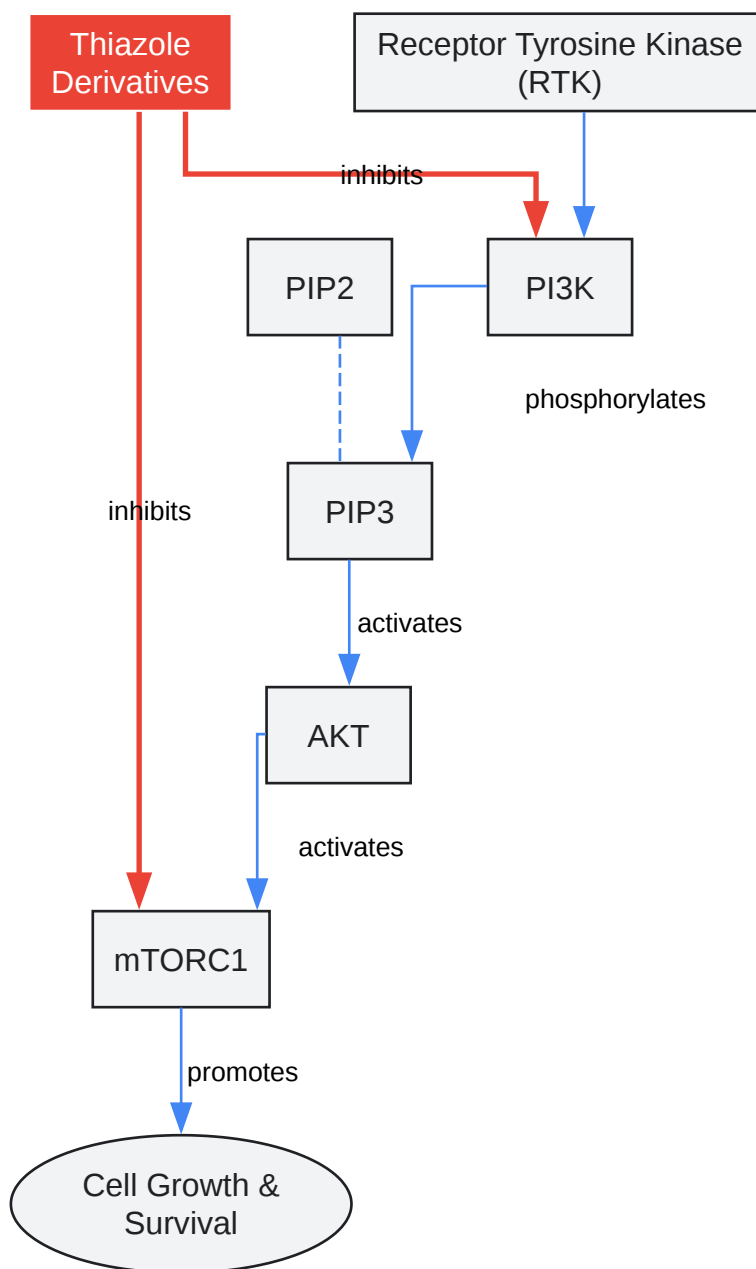 Thiazole
Derivatives
Receptor Tyrosine Kinase
(RTK)
inhibits
PIP2
PI3K
phosphorylates
PIP3
inhibits
activates
AKT
activates
mTORC1
promotes
Cell Growth &
Survival